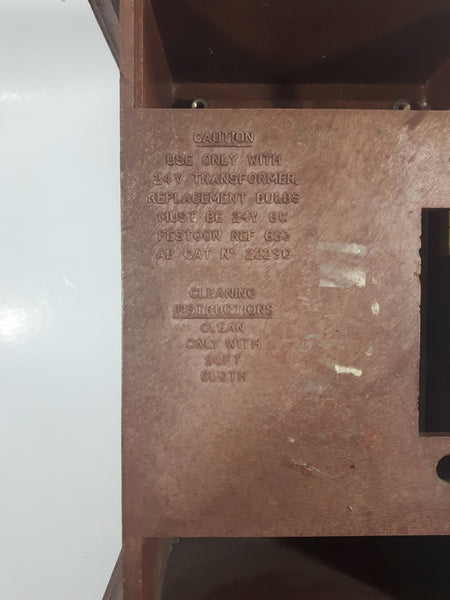 CAUTION
USE ONLY WITH
24V TRANSFORMER.
REPLACEMENT BULBS
MUST BE 24V 6W
FESTOON REF 655
AB CAT Nº 22290
CLEANING
INSTRUCTIONS
CLEAN
ONLY WITH
SOFT
CLOTH